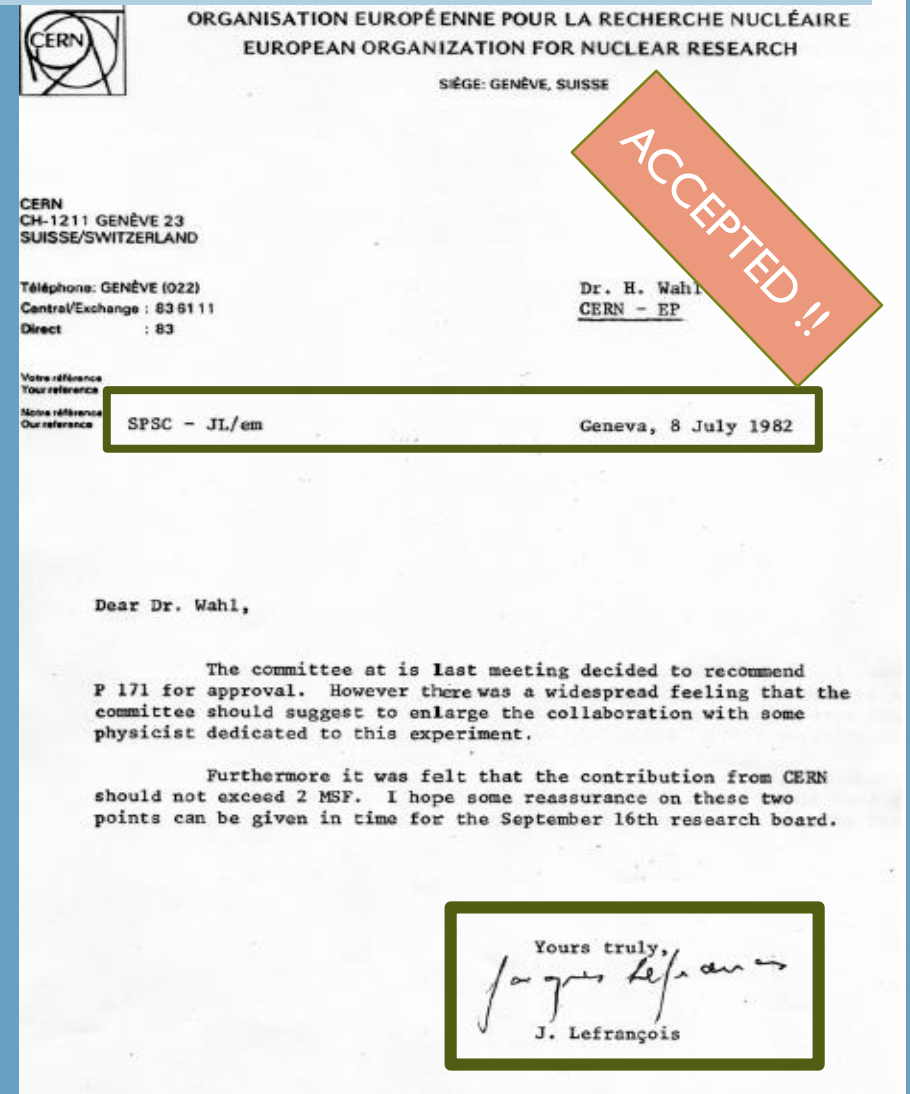 CERN
ORGANISATION EUROPÉENNE POUR LA RECHERCHE NUCLÉAIRE
EUROPEAN ORGANIZATION FOR NUCLEAR RESEARCH
SIÈGE: GENÈVE, SUISSE
ACCEPTED !!
CERN
CH-1211 GENÈVE 23
SUISSE/SWITZERLAND
Téléphone: GENÈVE (022)
Central/Exchange : 83 61 11
Direct : 83
Dr. H. Wahl
CERN - EP
Votre référence
Your reference
Notre référence
Our reference
SPSC - JL/em
Geneva, 8 July 1982
Dear Dr. Wahl,
The committee at is last meeting decided to recommend
P 171 for approval. However there was a widespread feeling that the
committee should suggest to enlarge the collaboration with some
physicist dedicated to this experiment.
Furthermore it was felt that the contribution from CERN
should not exceed 2 MSF. I hope some reassurance on these two
points can be given in time for the September 16th research board.
Yours truly,
Jacques Lefrancois
J. Lefrançois